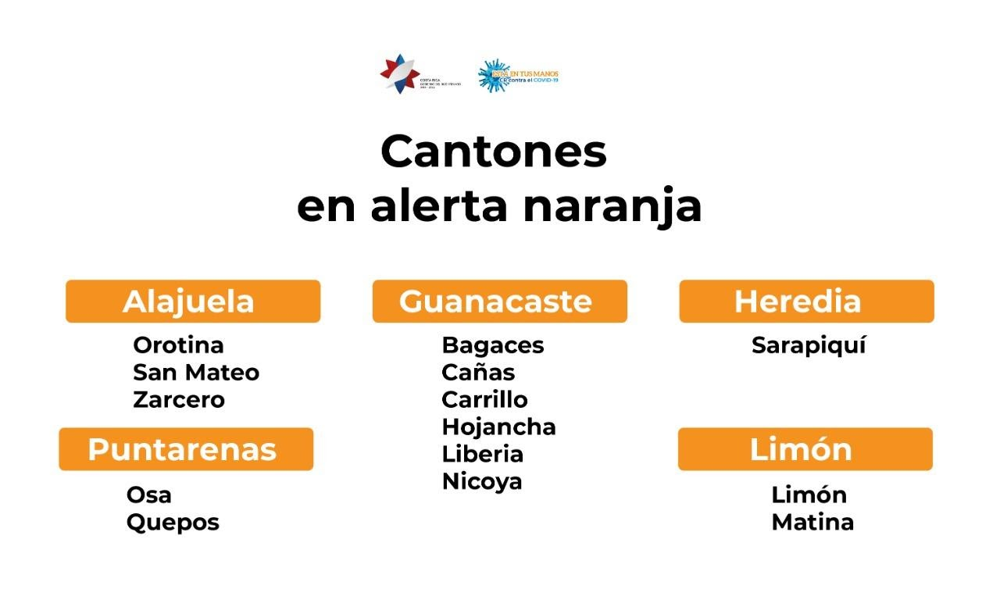 COSTA RICA
GOBIERNO DEL BICENTENARIO
2018 - 2022
ESTÁ EN TUS MANOS
CR contra el COVID-19
Cantones
en alerta naranja
Alajuela
Orotina
San Mateo
Zarcero
Puntarenas
Osa
Quepos
Guanacaste
Bagaces
Cañas
Carrillo
Hojancha
Liberia
Nicoya
Heredia
Sarapiquí
Limón
Limón
Matina